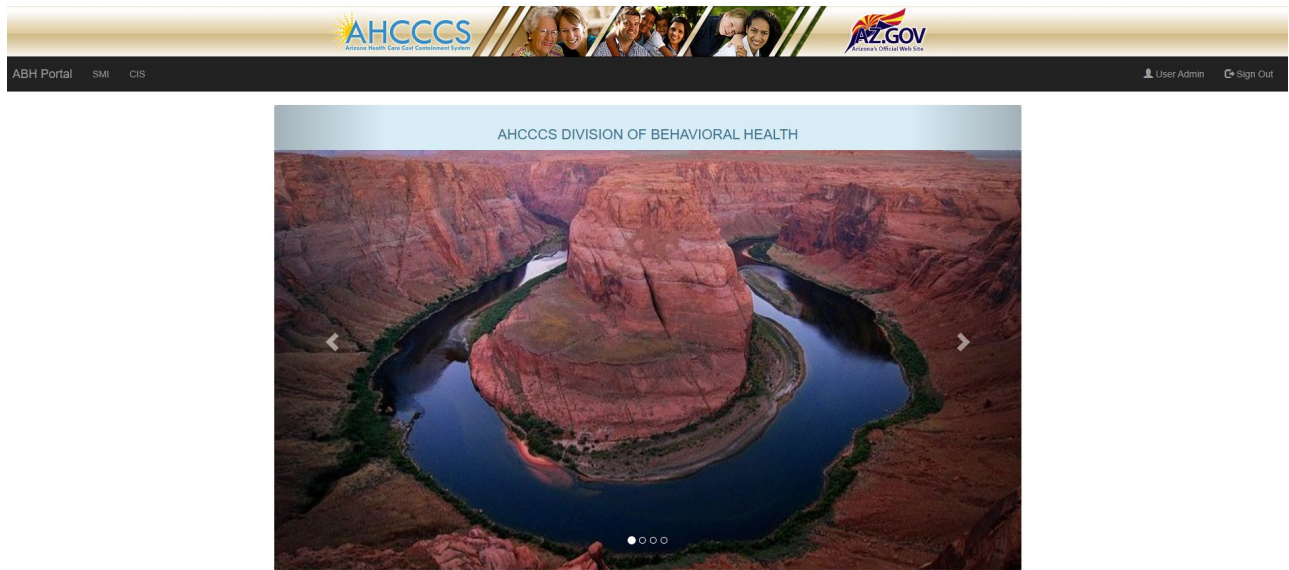 AHCCCS
Arizona Health Care Cost Containment System
AZ.GOV
Arizona's Official Web Site
ABH Portal SMI CIS User Admin Sign Out
AHCCCS DIVISION OF BEHAVIORAL HEALTH